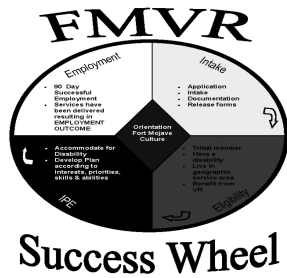 FMVR
Employment
• 90 Day
Successful
Employment
• Services have
been delivered
resulting in
EMPLOYMENT
OUTCOME
Intake
• Application
• Intake
• Documentation
• Release forms
Orientation
Fort Mojave
Culture
• Accommodate for
Disability
• Develop Plan
according to
interests, priorities,
skills & abilities
IPE
• Tribal member
• Have a
disability
• Live in
geographic
service area
• Benefit from
VR
Eligibility
Success Wheel